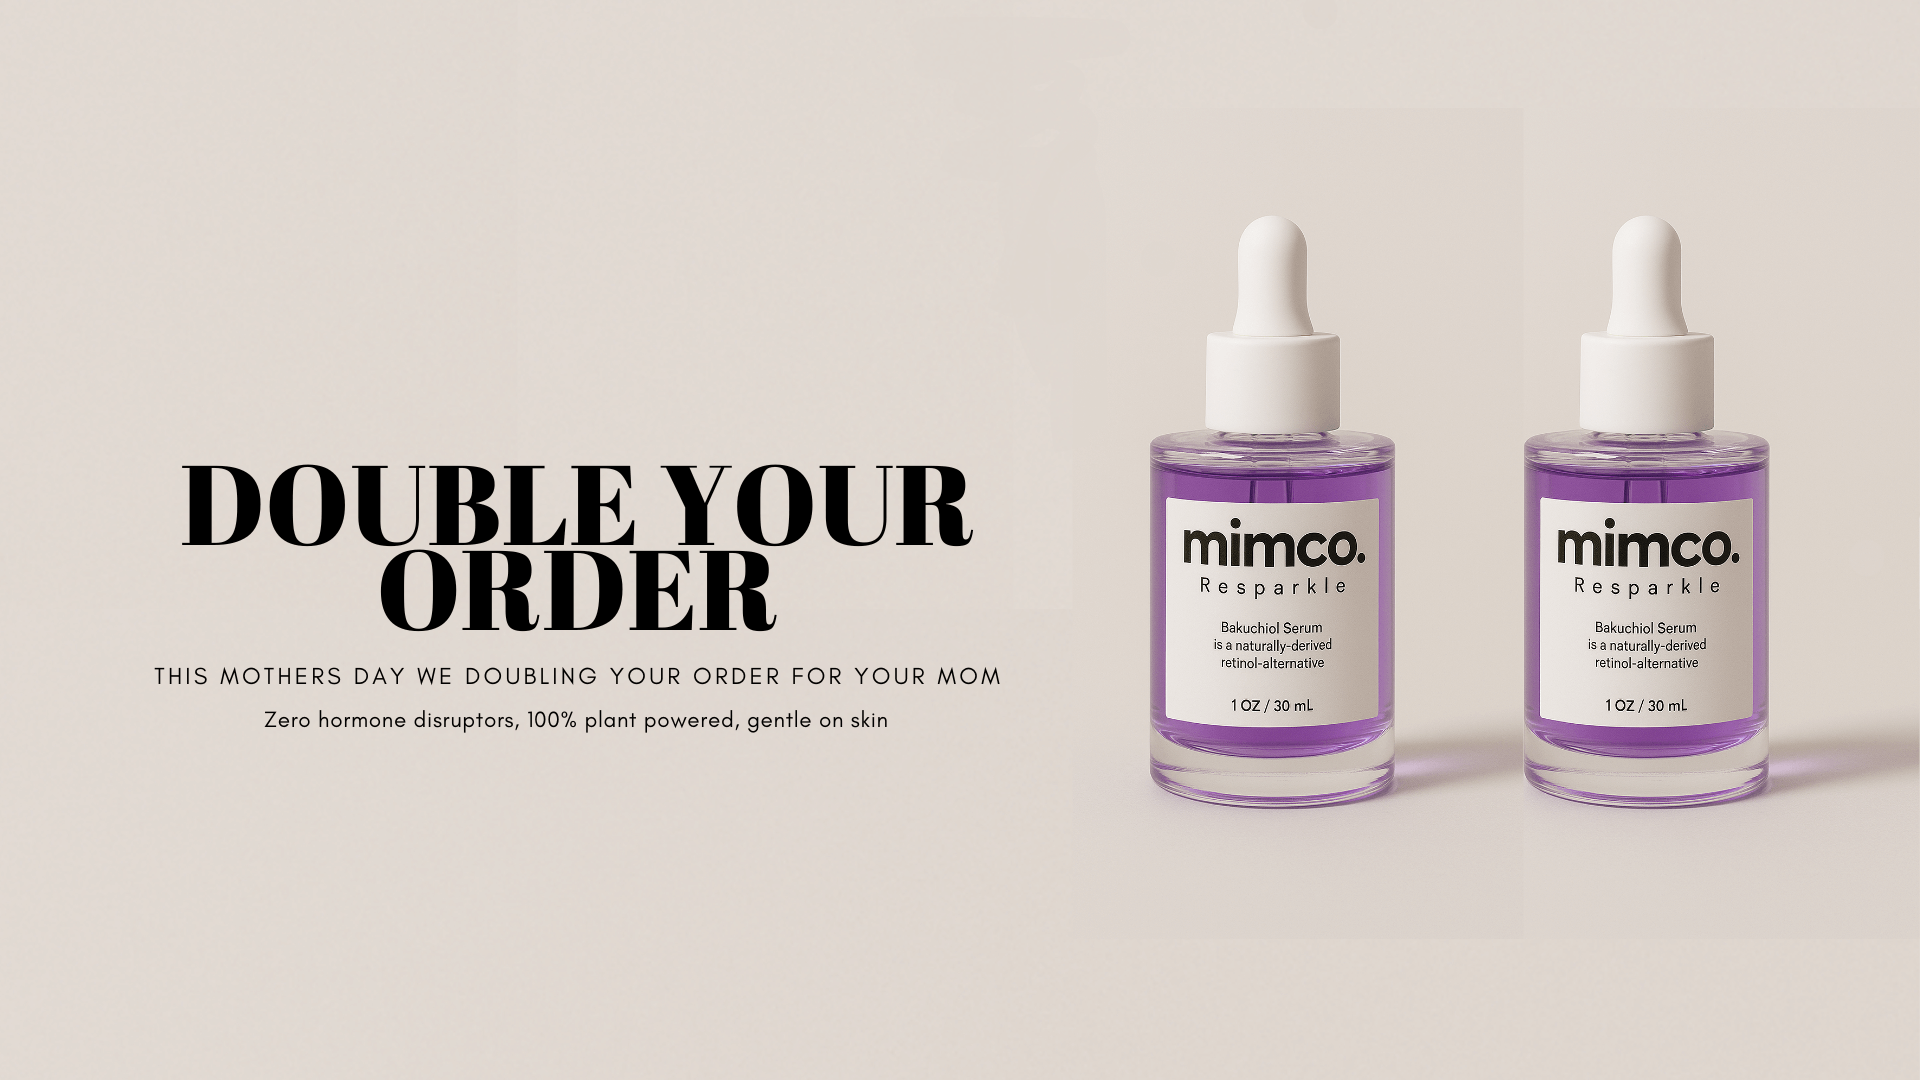 DOUBLE YOUR
ORDER
THIS MOTHERS DAY WE DOUBLING YOUR ORDER FOR YOUR MOM
Zero hormone disruptors, 100% plant powered, gentle on skin
mimco.
Resparkle
Bakuchiol Serum
is a naturally-derived
retinol-alternative
1 OZ / 30 mL
mimco.
Resparkle
Bakuchiol Serum
is a naturally-derived
retinol-alternative
1 OZ / 30 mL